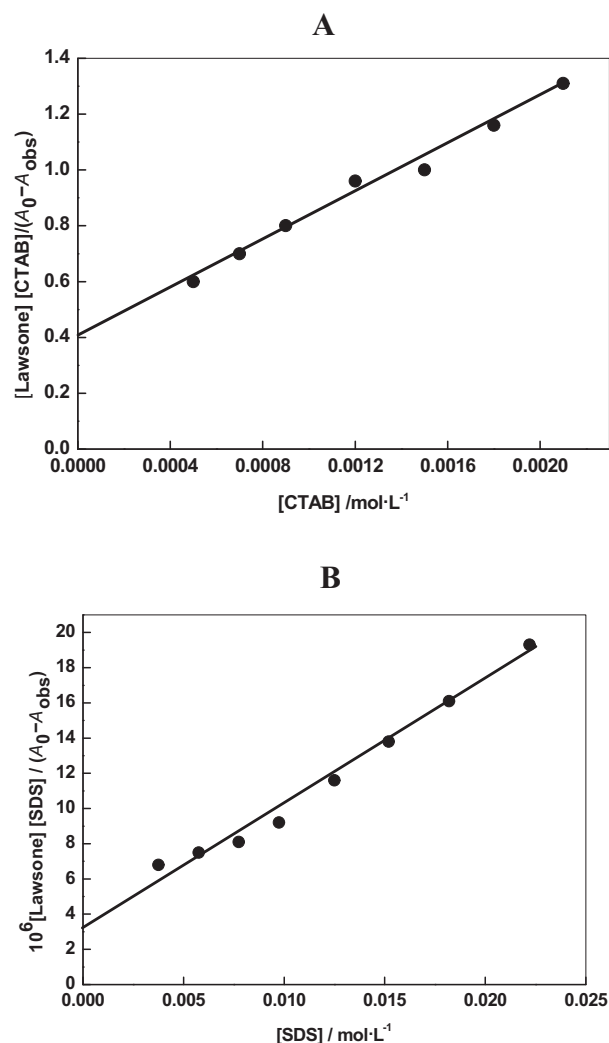 A
1.4
1.2
1.0
0.8
0.6
0.4
0.2
0.0
[Lawsone] [CTAB]/(A0−Aobs)
0.0000 0.0004 0.0008 0.0012 0.0016 0.0020
[CTAB] /mol·L-1
B
20
18
16
14
12
10
8
6
4
2
0
10^6[Lawsone] [SDS] / (A0−Aobs)
0.000 0.005 0.010 0.015 0.020 0.025
[SDS] / mol·L-1